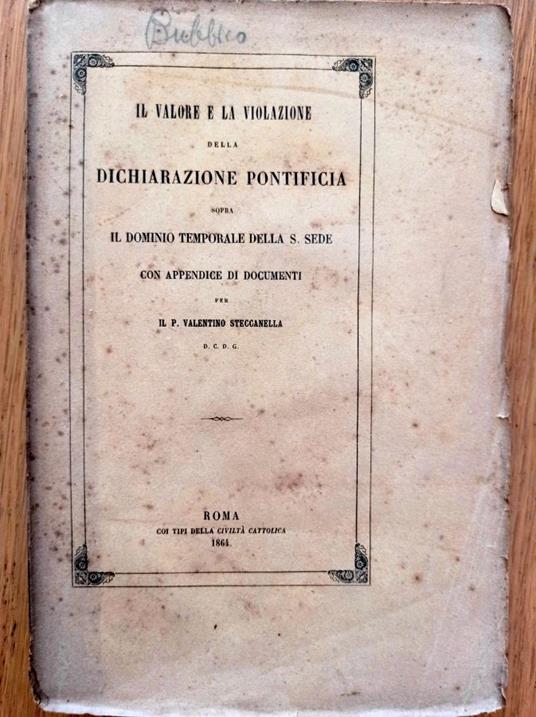 Bubbico
IL VALORE E LA VIOLAZIONE
DELLA
DICHIARAZIONE PONTIFICIA
SOPRA
IL DOMINIO TEMPORALE DELLA S. SEDE
CON APPENDICE DI DOCUMENTI
PER
IL P. VALENTINO STECCANELLA
D. C. D. G.
ROMA
COI TIPI DELLA CIVILTÀ CATTOLICA
1864.